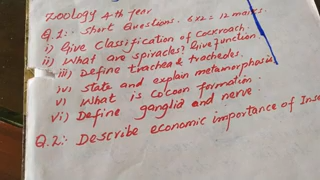 Zoology 4th fear
Q.1:- Short Questions. 6x2 = 12 marks.
i) Give Classification of Cockroach
ii) What are spiracles? Give function.
iii) Define trachea & tracheoles.
iv) state and explain metamorphosis
v) What is Cocoon formation.
vi) Define ganglia and nerve.
Q.2:- Describe economic importance of Inse